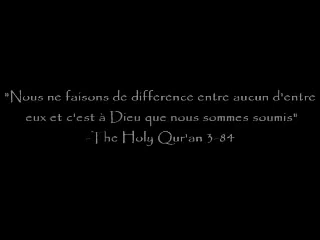 "Nous ne faisons de différence entre aucun d'entre
eux et c'est à Dieu que nous sommes soumis"
-The Holy Qur'an 3-84